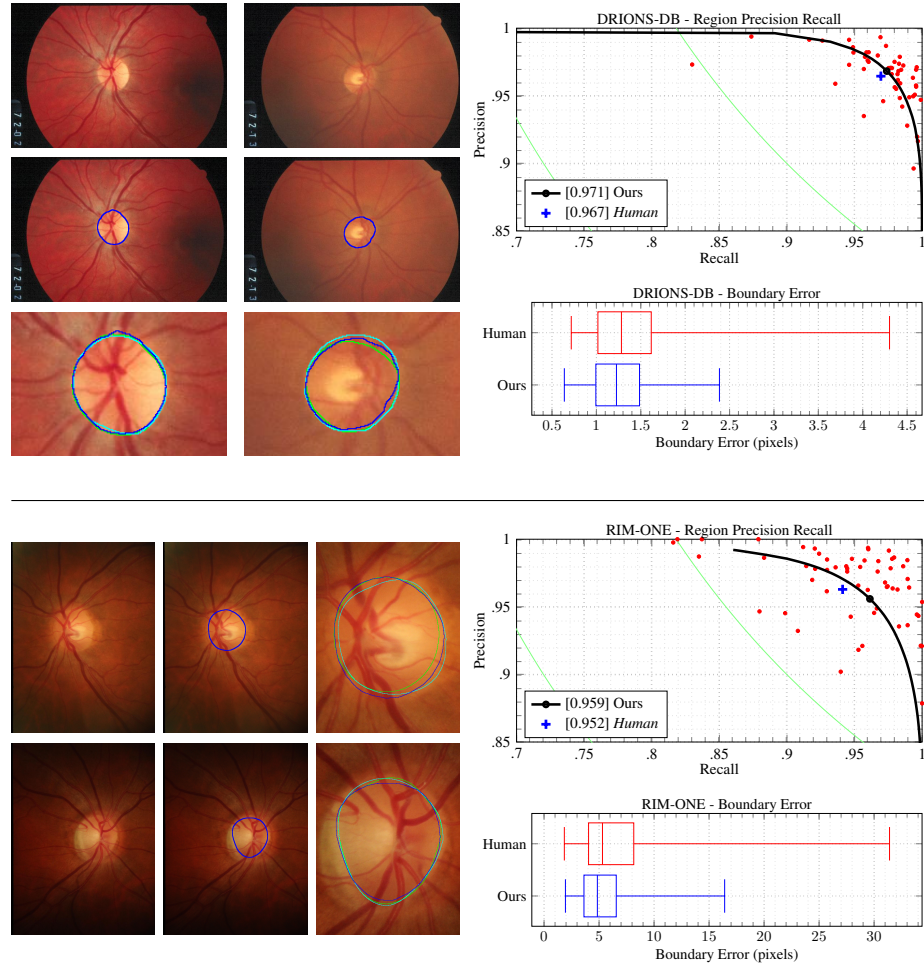 DRIONS-DB - Region Precision Recall
1
.95
.9
.85
Precision
[0.971] Ours
[0.967] Human
.7 .75 .8 .85 .9 .95 1
Recall
DRIONS-DB - Boundary Error
Human
Ours
0.5 1 1.5 2 2.5 3 3.5 4 4.5
Boundary Error (pixels)
RIM-ONE - Region Precision Recall
1
.95
.9
.85
Precision
[0.959] Ours
[0.952] Human
.7 .75 .8 .85 .9 .95 1
Recall
RIM-ONE - Boundary Error
Human
Ours
0 5 10 15 20 25 30
Boundary Error (pixels)